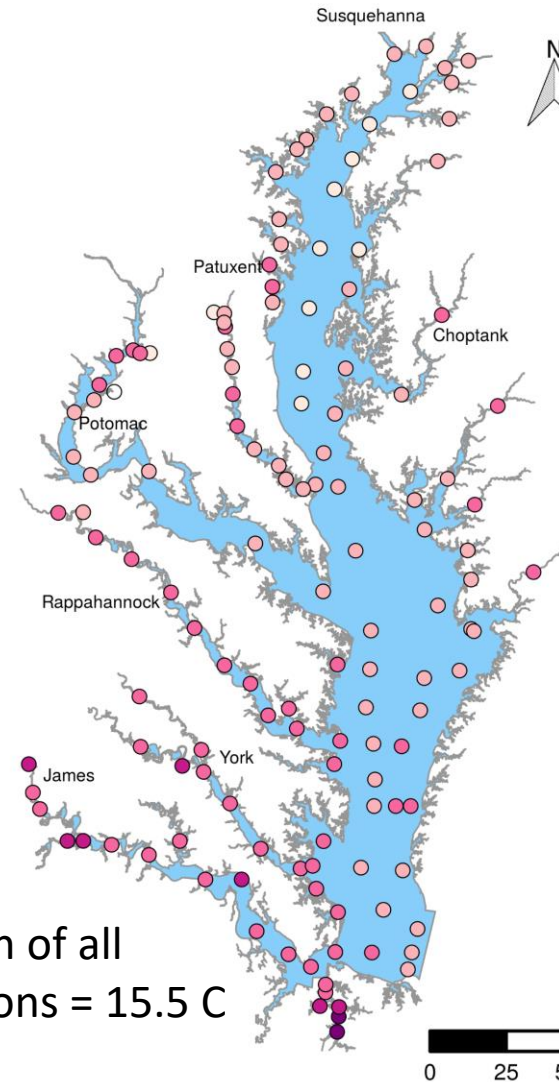 Susquehanna
N
Patuxent
Choptank
Potomac
Rappahannock
York
James
of all
ons = 15.5 C
0 25